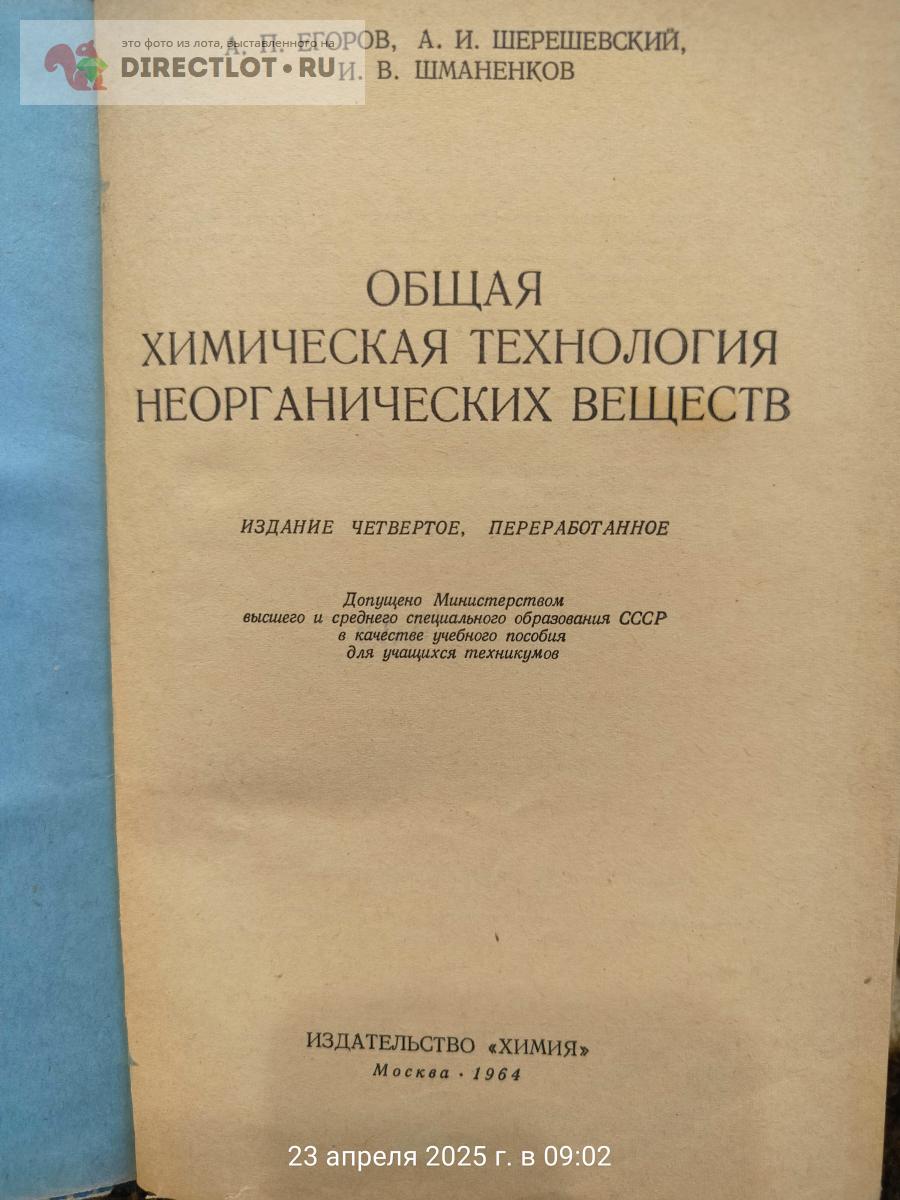 это фото из лота, выставленного на
DIRECTLOT.RU
А. П. ЕГОРОВ, А. И. ШЕРЕШЕВСКИЙ,
И. В. ШМАНЕНКОВ
ОБЩАЯ
ХИМИЧЕСКАЯ ТЕХНОЛОГИЯ
НЕОРГАНИЧЕСКИХ ВЕЩЕСТВ
ИЗДАНИЕ ЧЕТВЕРТОЕ, ПЕРЕРАБОТАННОЕ
Допущено Министерством
высшего и среднего специального образования СССР
в качестве учебного пособия
для учащихся техникумов
ИЗДАТЕЛЬСТВО «ХИМИЯ»
Москва · 1964
23 апреля 2025 г. в 09:02